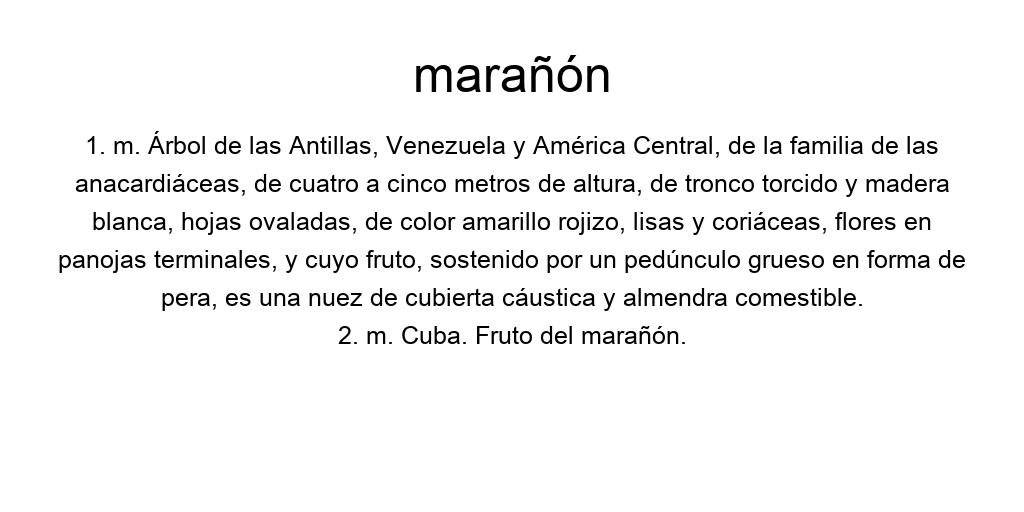 marañón
1. m. Árbol de las Antillas, Venezuela y América Central, de la familia de las
anacardiáceas, de cuatro a cinco metros de altura, de tronco torcido y madera
blanca, hojas ovaladas, de color amarillo rojizo, lisas y coriáceas, flores en
panojas terminales, y cuyo fruto, sostenido por un pedúnculo grueso en forma de
pera, es una nuez de cubierta cáustica y almendra comestible.
2. m. Cuba. Fruto del marañón.